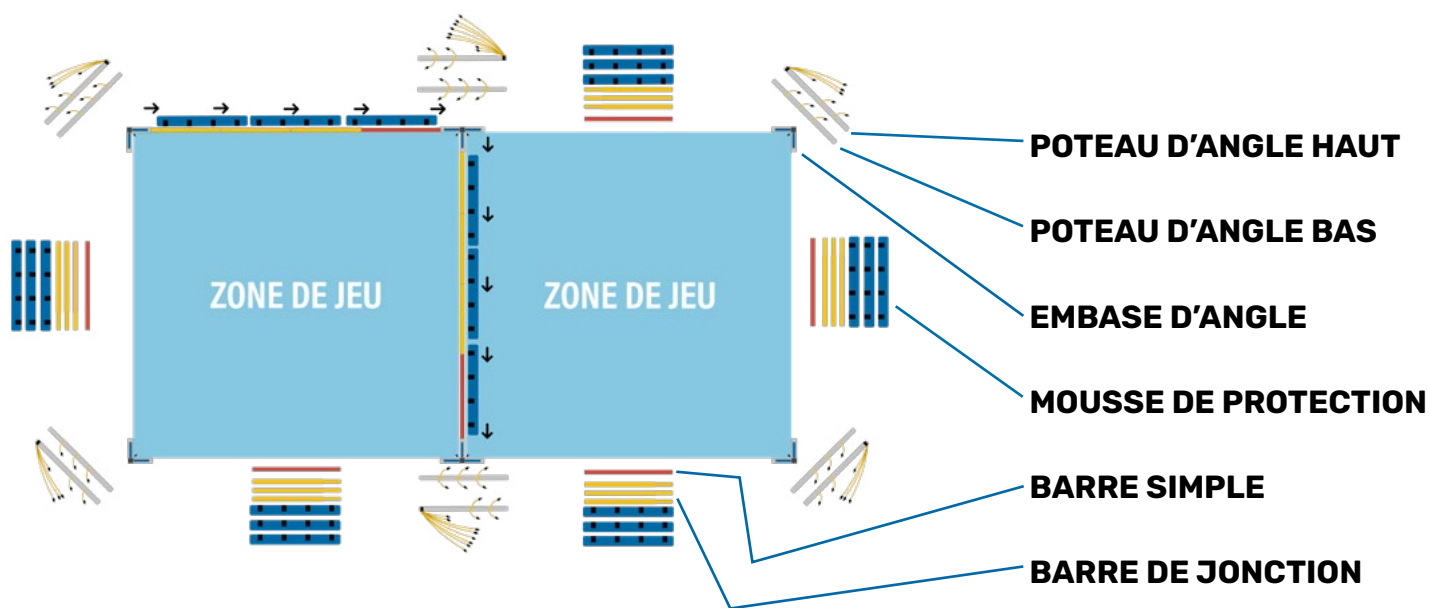 POTEAU D'ANGLE HAUT
POTEAU D'ANGLE BAS
ZONE DE JEU
ZONE DE JEU
EMBASE D'ANGLE
MOUSSE DE PROTECTION
BARRE SIMPLE
BARRE DE JONCTION